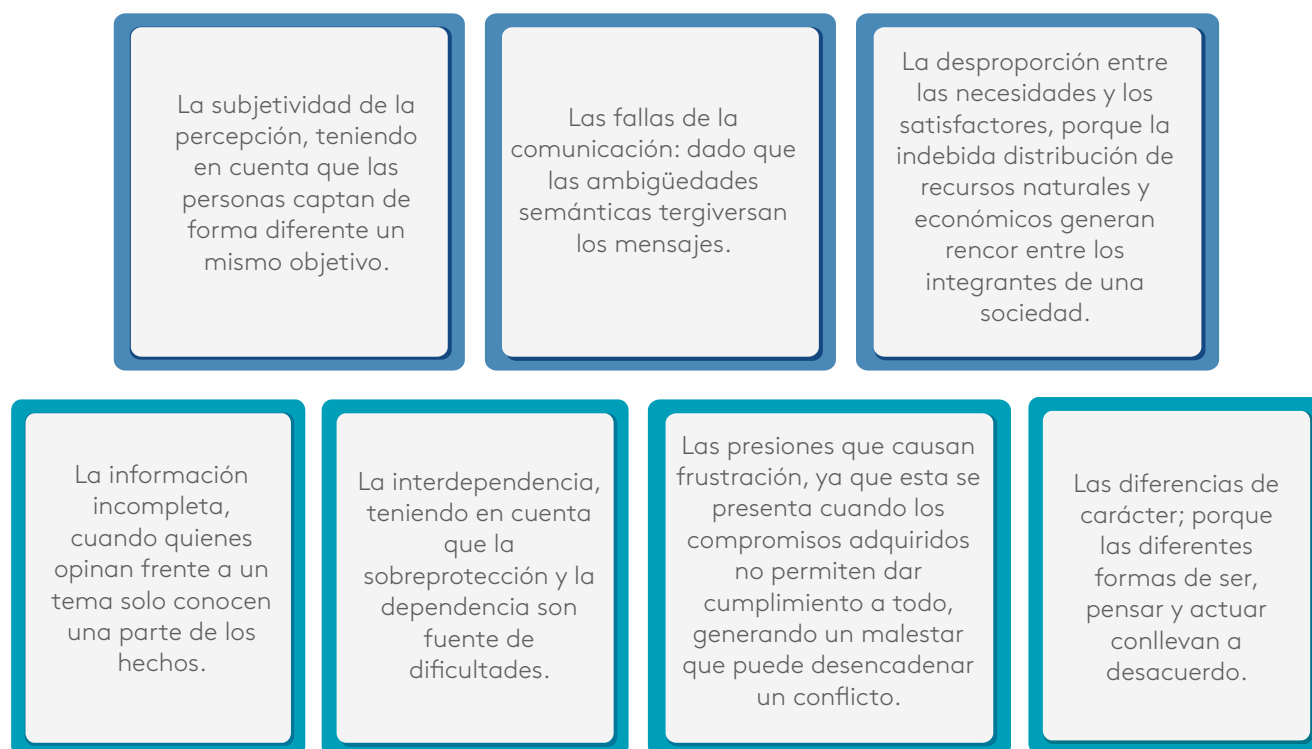 La subjetividad de la
percepción, teniendo
en cuenta que las
personas captan de
forma diferente un
mismo objetivo.
Las fallas de la
comunicación: dado que
las ambigüedades
semánticas tergiversan
los mensajes.
La desproporción entre
las necesidades y los
satisfactores, porque la
indebida distribución de
recursos naturales y
económicos generan
rencor entre los
integrantes de una
sociedad.
La información
incompleta,
cuando quienes
opinan frente a un
tema solo conocen
una parte de los
hechos.
La interdependencia,
teniendo en cuenta
que la
sobreprotección y la
dependencia son
fuente de
dificultades.
Las presiones que causan
frustración, ya que esta se
presenta cuando los
compromisos adquiridos
no permiten dar
cumplimiento a todo,
generando un malestar
que puede desencadenar
un conflicto.
Las diferencias de
carácter; porque
las diferentes
formas de ser,
pensar y actuar
conllevan a
desacuerdo.